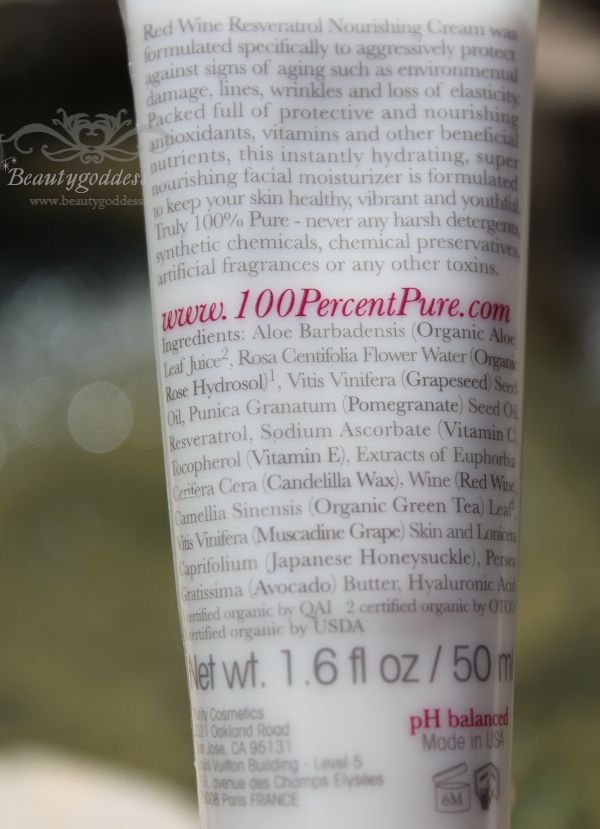 Red Wine Resveratrol Nourishing Cream was
formulated specifically to aggressively protect
against signs of aging such as environmental
damage, lines, wrinkles and loss of elasticity.
Packed full of protective and nourishing
antioxidants, vitamins and other beneficial
nutrients, this instantly hydrating, super
nourishing facial moisturizer is formulated
to keep your skin healthy, vibrant and youthful.
Truly 100% Pure - never any harsh detergents,
synthetic chemicals, chemical preservatives,
artificial fragrances or any other toxins.
www.100PercentPure.com
Ingredients: Aloe Barbadensis (Organic Aloe
Leaf Juice², Rosa Centifolia Flower Water (Organic
Rose Hydrosol)¹, Vitis Vinifera (Grapeseed) Seed
Oil, Punica Granatum (Pomegranate) Seed Oil
Resveratrol, Sodium Ascorbate (Vitamin C)
Tocopherol (Vitamin E), Extracts of Euphorbia
Cerifera Cera (Candelilla Wax), Wine (Red Wine
Camellia Sinensis (Organic Green Tea) Leaf³
Vitis Vinifera (Muscadine Grape) Skin and Lonicera
Caprifolium (Japanese Honeysuckle), Persea
Gratissima (Avocado) Butter, Hyaluronic Acid
certified organic by QAI 2 certified organic by OTCO
certified organic by USDA
Net wt. 1.6 fl oz / 50 ml
Purity Cosmetics
Oakland Road
San Jose, CA 95131
Louis Vuitton Building - Level 5
avenue des Champs Elysées
Paris FRANCE
pH balanced
Made in USA
6M
Beautygoddess
www.beautygoddess